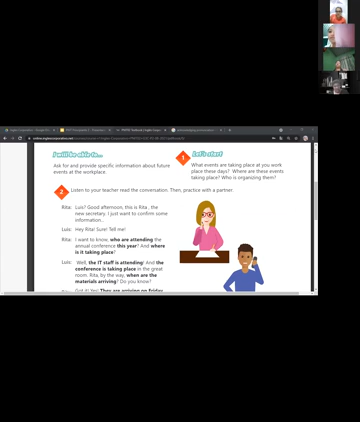 I will be able to...
Ask for and provide specific information about future
events at the workplace.
1
Let's start
What events are taking place at you work
place these days? Where are these events
taking place? Who is organizing them?
2
Listen to your teacher read the conversation. Then, practice with a partner.
Rita: Luis? Good afternoon, this is Rita , the
new secretary. I just want to confirm some
information..
Luis: Hey Rita! Sure! Tell me!
Rita: I want to know, who are attending the
annual conference this year? And where
is it taking place?
Luis: Well, the IT staff is attending! And the
conference is taking place in the great
room. Rita, by the way, when are the
materials arriving? Do you know?
Got it! Yes! They are arriving on Friday